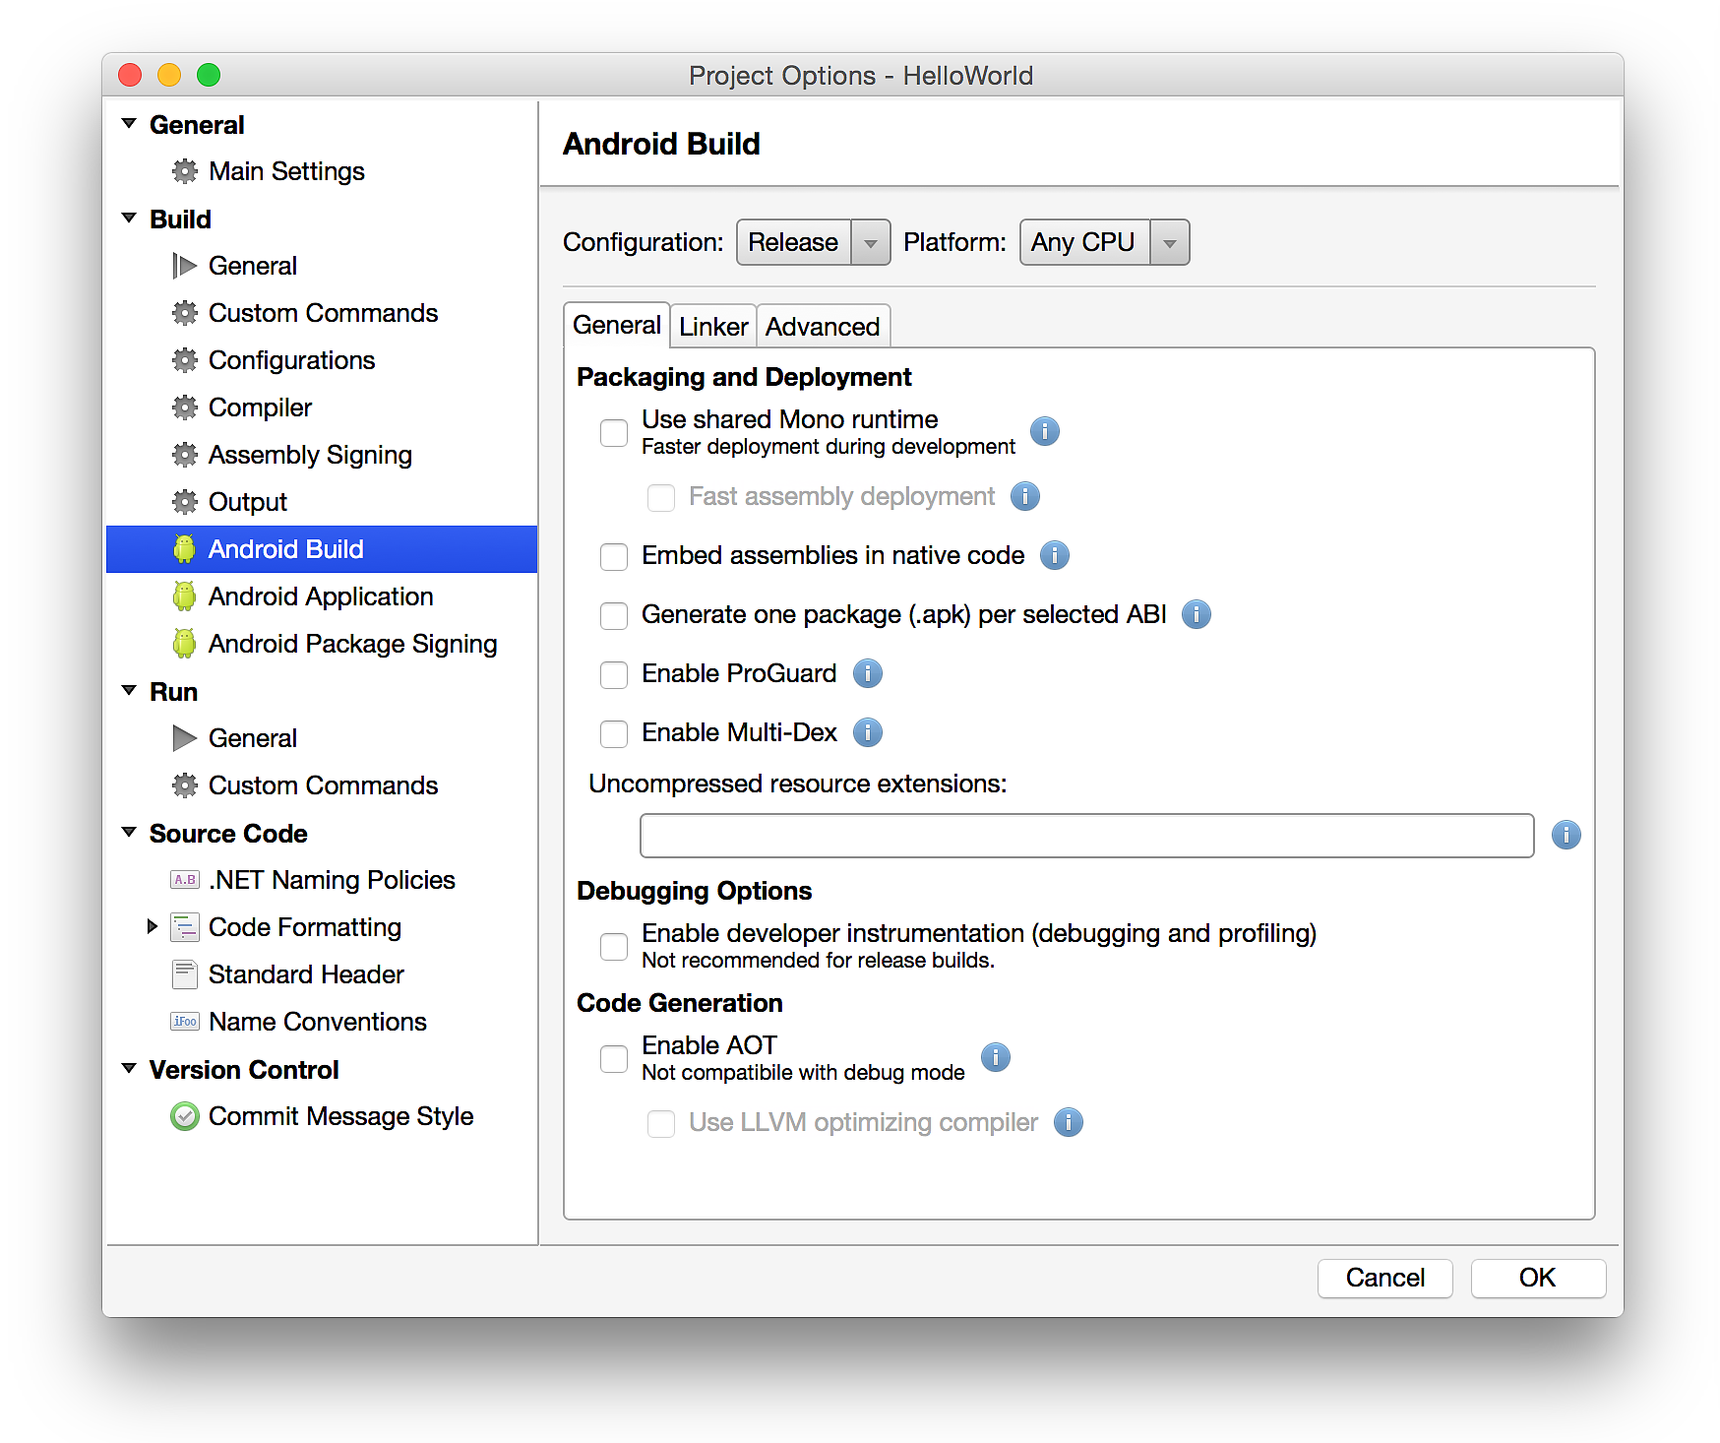 Project Options - HelloWorld
General
Main Settings
Build
General
Custom Commands
Configurations
Compiler
Assembly Signing
Output
Android Build
Android Application
Android Package Signing
Run
General
Custom Commands
Source Code
A.B .NET Naming Policies
Code Formatting
Standard Header
iFoo Name Conventions
Version Control
Commit Message Style
Android Build
Configuration: Release Platform: Any CPU
General Linker Advanced
Packaging and Deployment
Use shared Mono runtime
Faster deployment during development
Fast assembly deployment
Embed assemblies in native code
Generate one package (.apk) per selected ABI
Enable ProGuard
Enable Multi-Dex
Uncompressed resource extensions:
Debugging Options
Enable developer instrumentation (debugging and profiling)
Not recommended for release builds.
Code Generation
Enable AOT
Not compatibile with debug mode
Use LLVM optimizing compiler
Cancel OK